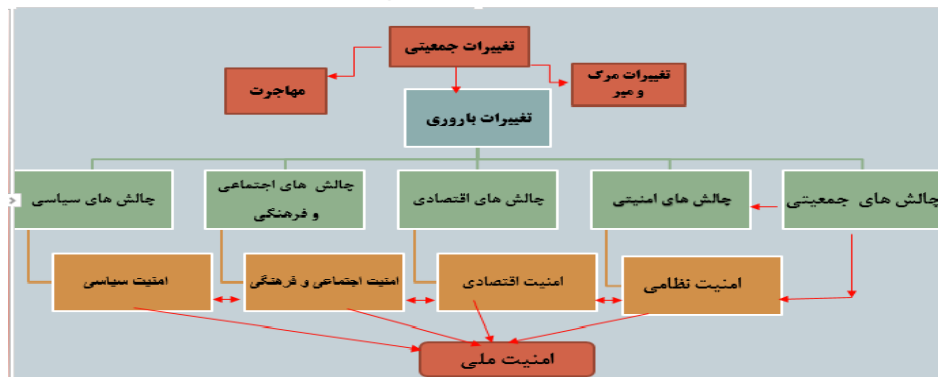 تغییرات جمعیتی
تغییرات مرک
و میر
مهاجرت
تغییرات باروری
چالش های جمعیتی
چالش های امنیتی
چالش های اقتصادی
چالش های اجتماعی
و فرهنگی
چالش های سیاسی
امنیت نظامی
امنیت اقتصادی
امنیت اجتماعی و فرهنگی
امنیت سیاسی
امنیت ملی